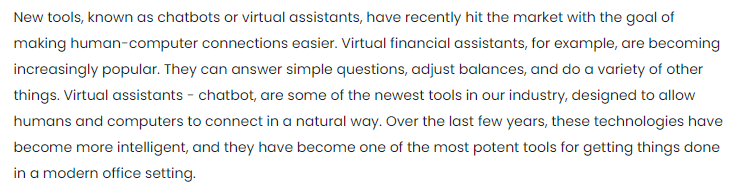 New tools, known as chatbots or virtual assistants, have recently hit the market with the goal of
making human-computer connections easier. Virtual financial assistants, for example, are becoming
increasingly popular. They can answer simple questions, adjust balances, and do a variety of other
things. Virtual assistants - chatbot, are some of the newest tools in our industry, designed to allow
humans and computers to connect in a natural way. Over the last few years, these technologies have
become more intelligent, and they have become one of the most potent tools for getting things done
in a modern office setting.